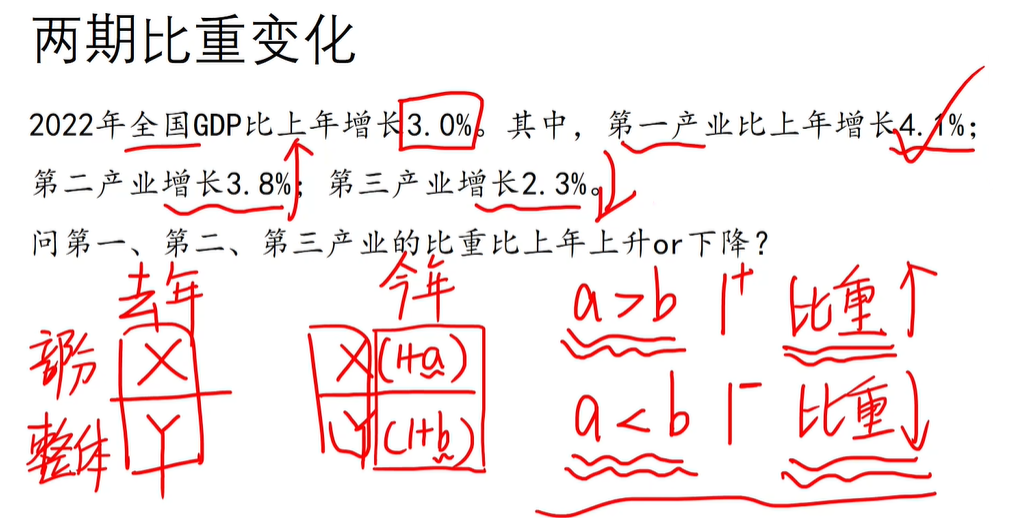 两期比重变化
2022年全国GDP比上年增长3.0%。其中，第一产业比上年增长4.1%；
第二产业增长3.8%；第三产业增长2.3%。
问第一、第二、第三产业的比重比上年上升or下降？
去年 今年
a>b 1+ 比重↑
部分 X X(1+a)
整体 Y Y(1+b)
a<b 1- 比重↓